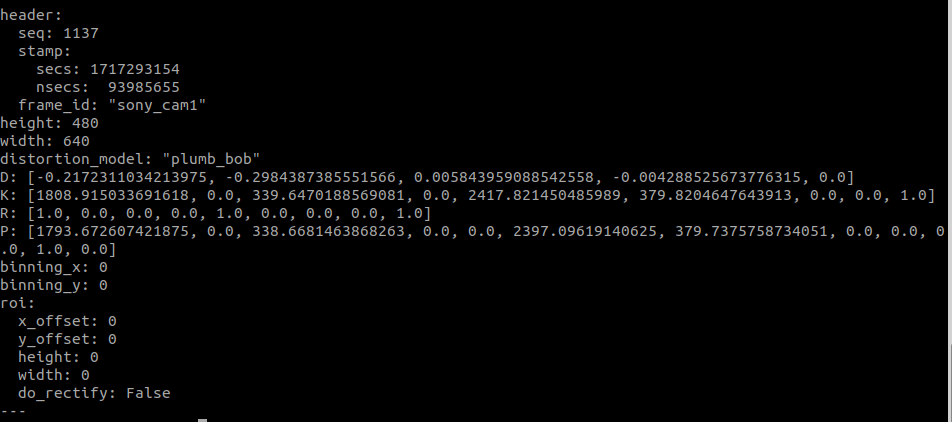 header:
  seq: 1137
  stamp:
    secs: 1717293154
    nsecs:  93985655
  frame_id: "sony_cam1"
height: 480
width: 640
distortion_model: "plumb_bob"
D: [-0.2172311034213975, -0.2984387385551566, 0.005843959088542558, -0.004288525673776315, 0.0]
K: [1808.915033691618, 0.0, 339.6470188569081, 0.0, 2417.821450485989, 379.8204647643913, 0.0, 0.0, 1.0]
R: [1.0, 0.0, 0.0, 0.0, 1.0, 0.0, 0.0, 0.0, 1.0]
P: [1793.672607421875, 0.0, 338.6681463868263, 0.0, 0.0, 2397.09619140625, 379.7375758734051, 0.0, 0.0, 0
.0, 1.0, 0.0]
binning_x: 0
binning_y: 0
roi:
  x_offset: 0
  y_offset: 0
  height: 0
  width: 0
  do_rectify: False
---